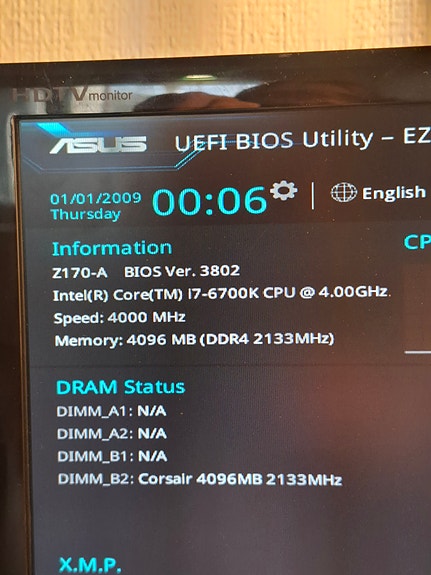 HDTV monitor
ASUS UEFI BIOS Utility – EZ
01/01/2009
Thursday
00:06
English
Information
CP
Z170-A BIOS Ver. 3802
Intel(R) Core(TM) i7-6700K CPU @ 4.00GHz
Speed: 4000 MHz
Memory: 4096 MB (DDR4 2133MHz)
DRAM Status
DIMM_A1: N/A
DIMM_A2: N/A
DIMM_B1: N/A
DIMM_B2: Corsair 4096MB 2133MHz
X.M.P.